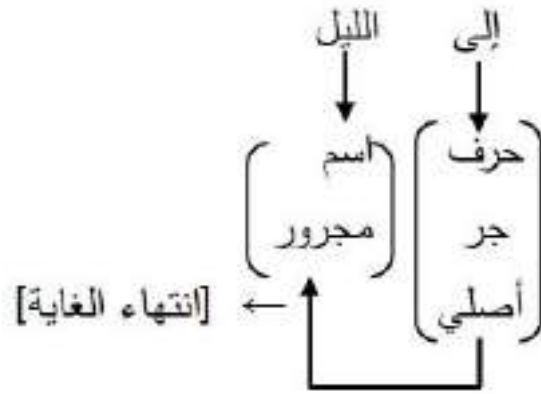 إلى الليل
حرف اسم
جر مجرور
أصلي ← [انتهاء الغاية]